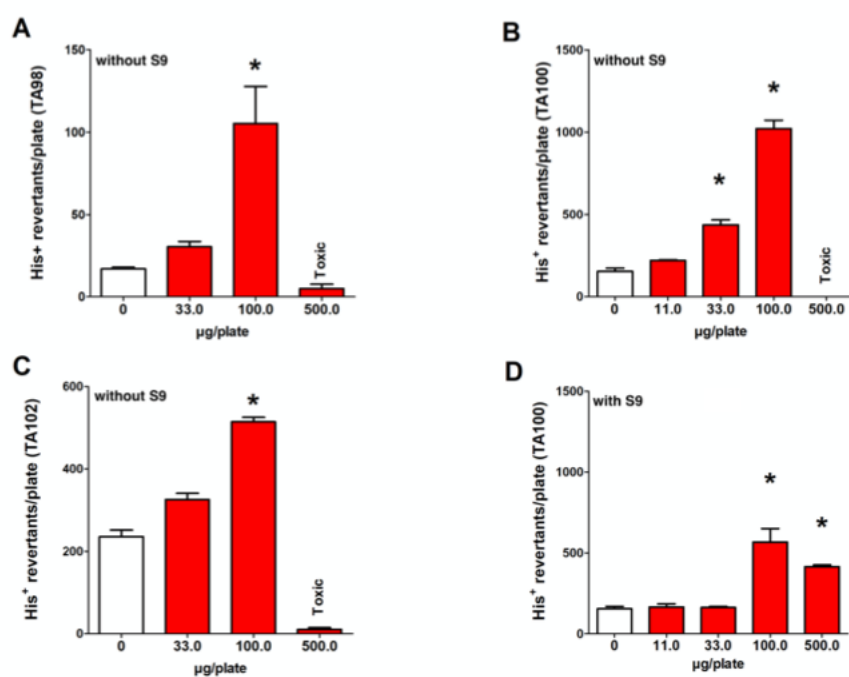 A
without S9
His+ revertants/plate (TA98)
150
100
50
0
*
Toxic
0 33.0 100.0 500.0
µg/plate
B
without S9
His⁺ revertants/plate (TA100)
1500
1000
500
0
*
*
Toxic
0 11.0 33.0 100.0 500.0
µg/plate
C
without S9
His⁺ revertants/plate (TA102)
600
400
200
0
*
Toxic
0 33.0 100.0 500.0
µg/plate
D
with S9
His⁺ revertants/plate (TA100)
1500
1000
500
0
*
*
0 11.0 33.0 100.0 500.0
µg/plate